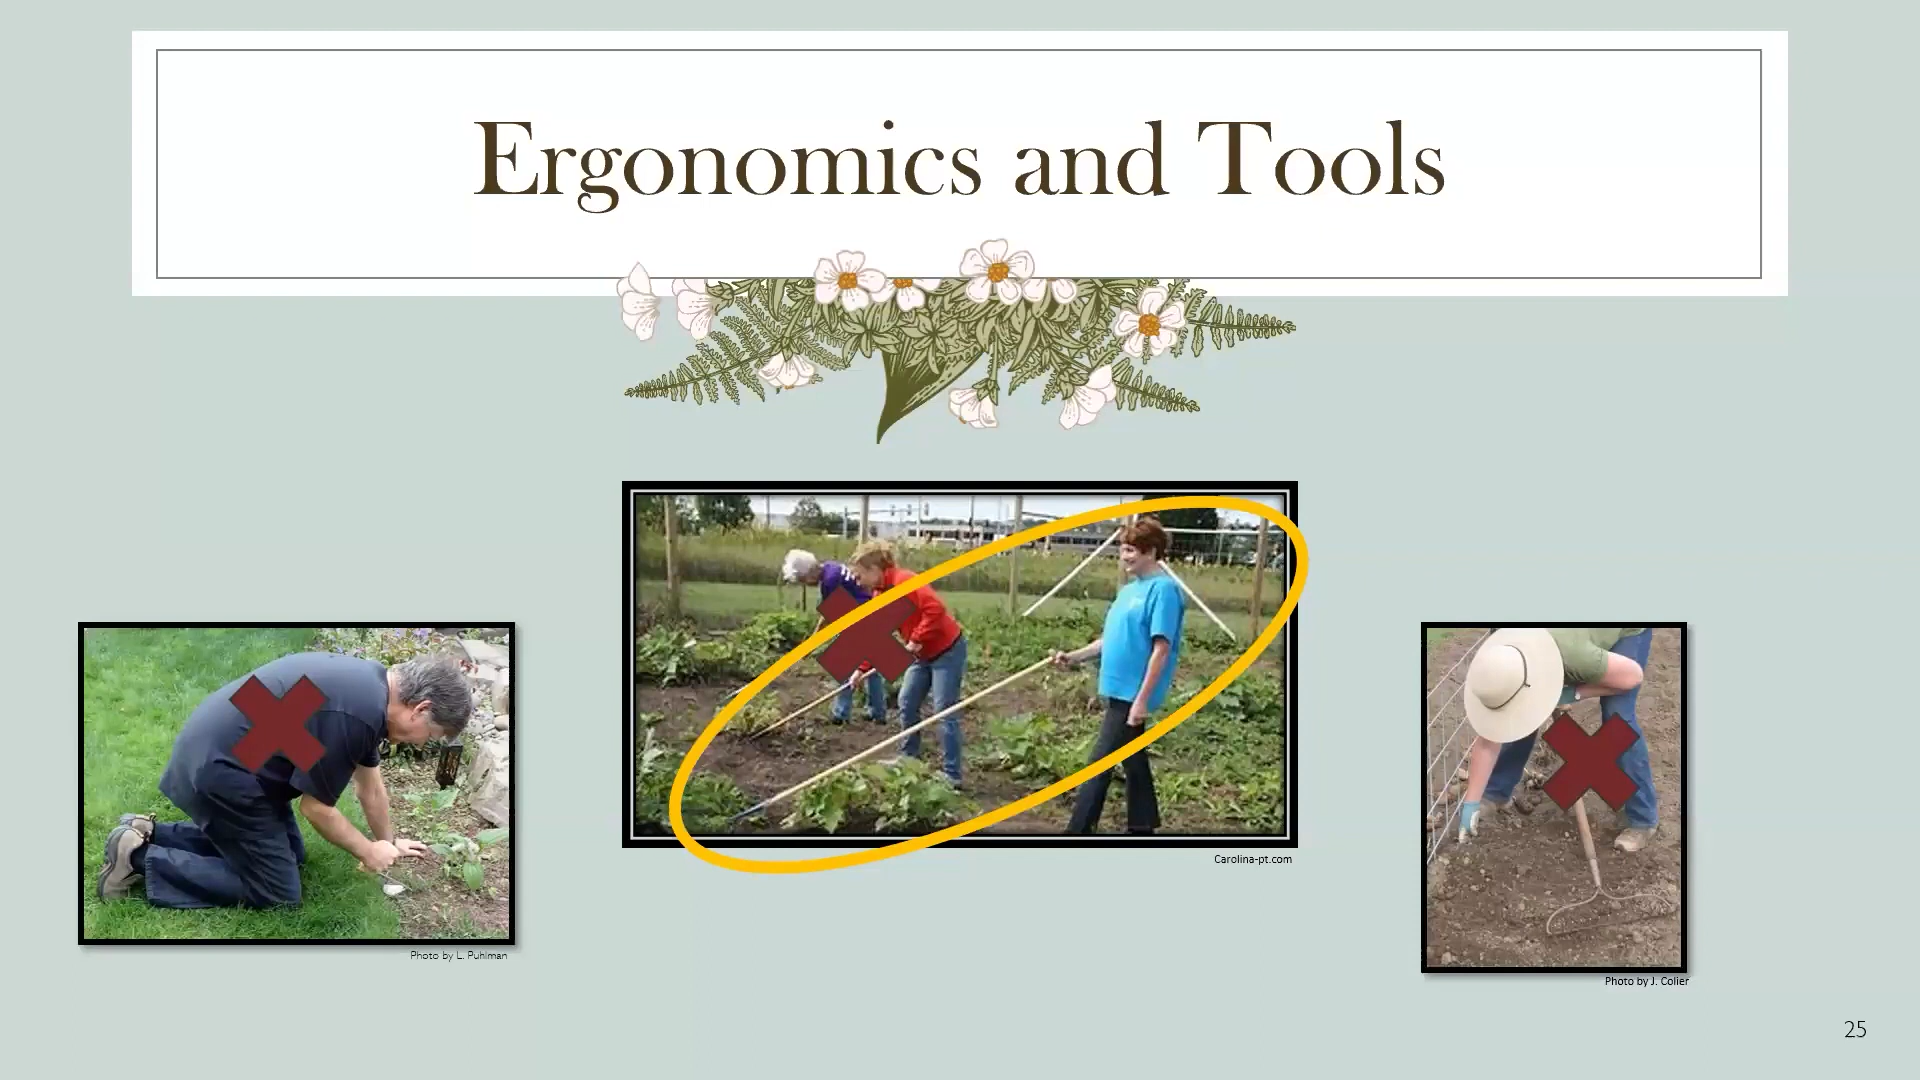 Ergonomics and Tools
Carolina-pt.com
Photo by L. Puhlman
Photo by J. Colier
25